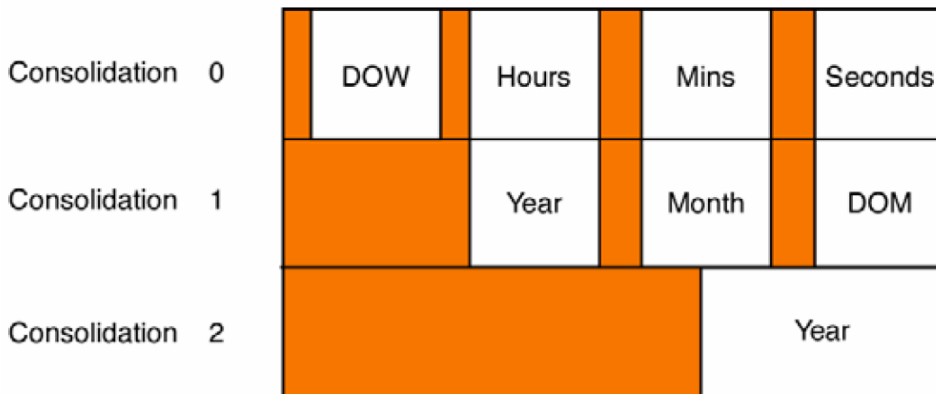 Consolidation 0 DOW Hours Mins Seconds
Consolidation 1 Year Month DOM
Consolidation 2 Year